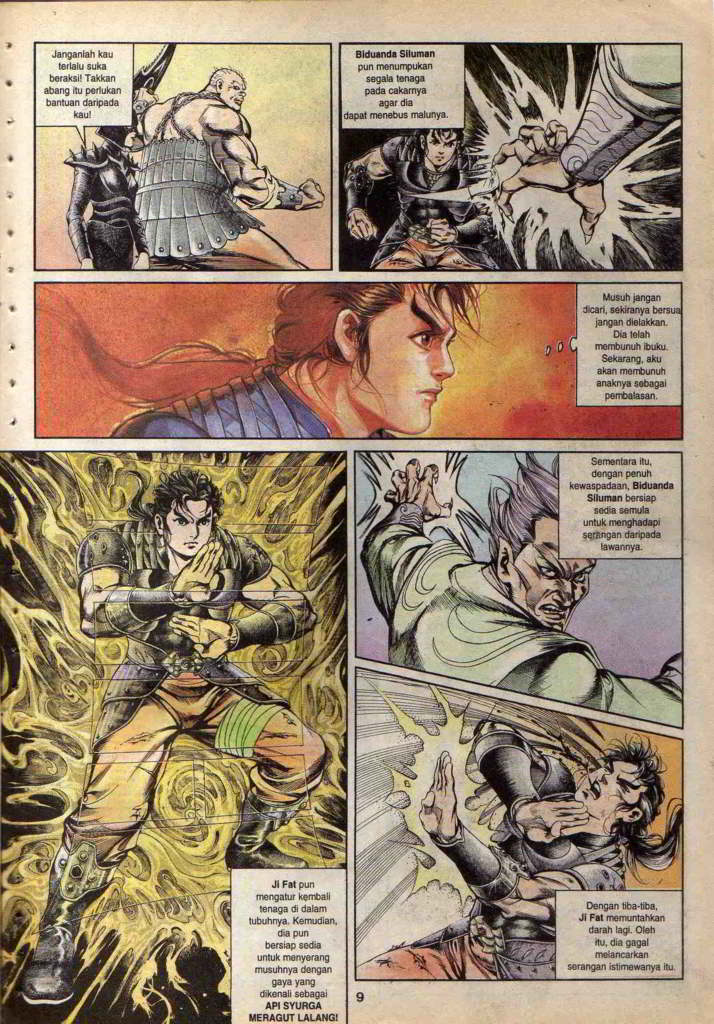 Janganlah kau
terlalu suka
beraksi! Takkan
abang itu perlukan
bantuan daripada
kau!
Biduanda Siluman
pun menumpukan
segala tenaga
pada cakarnya
agar dia
dapat menebus malunya.
Musuh jangan
dicari, sekiranya bersua
jangan dielakkan.
Dia telah
membunuh ibuku.
Sekarang, aku
akan membunuh
anaknya sebagai
pembalasan.
Sementara itu,
dengan penuh
kewaspadaan, Biduanda
Siluman bersiap
sedia semula
untuk menghadapi
serangan daripada
lawannya.
Ji Fat pun
mengatur kembali
tenaga di dalam
tubuhnya. Kemudian,
dia pun
bersiap sedia
untuk menyerang
musuhnya dengan
gaya yang
dikenali sebagai
API SYURGA
MERAGUT LALANG!
Dengan tiba-tiba,
Ji Fat memuntahkan
darah lagi. Oleh
itu, dia gagal
melancarkan
serangan istimewanya itu.
9